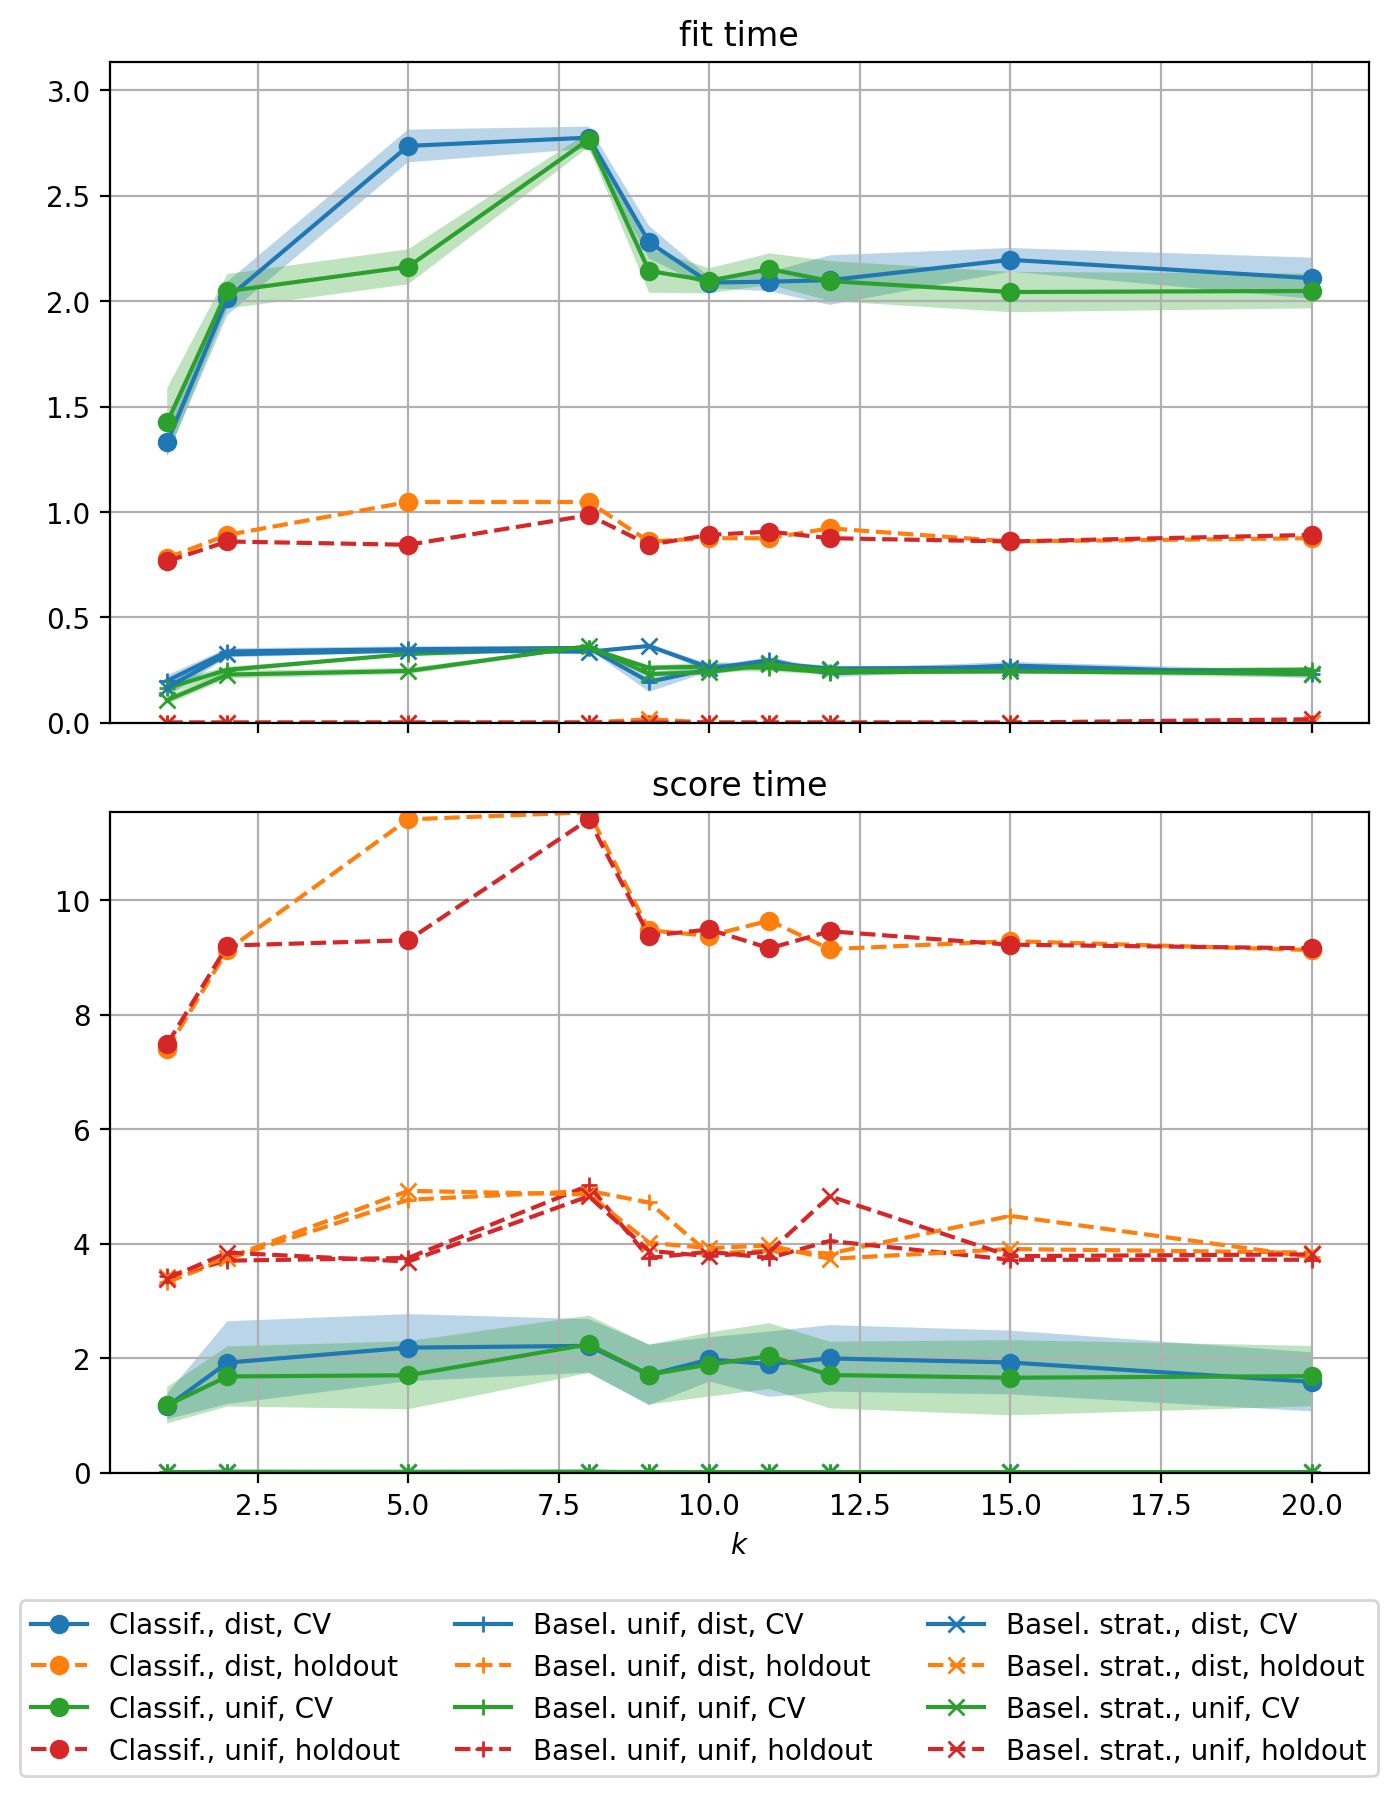 fit time
3.0
2.5
2.0
1.5
1.0
0.5
0.0
score time
10
8
6
4
2
0
2.5 5.0 7.5 10.0 12.5 15.0 17.5 20.0
k
Classif., dist, CV Basel. unif, dist, CV Basel. strat., dist, CV
Classif., dist, holdout Basel. unif, dist, holdout Basel. strat., dist, holdout
Classif., unif, CV Basel. unif, unif, CV Basel. strat., unif, CV
Classif., unif, holdout Basel. unif, unif, holdout Basel. strat., unif, holdout